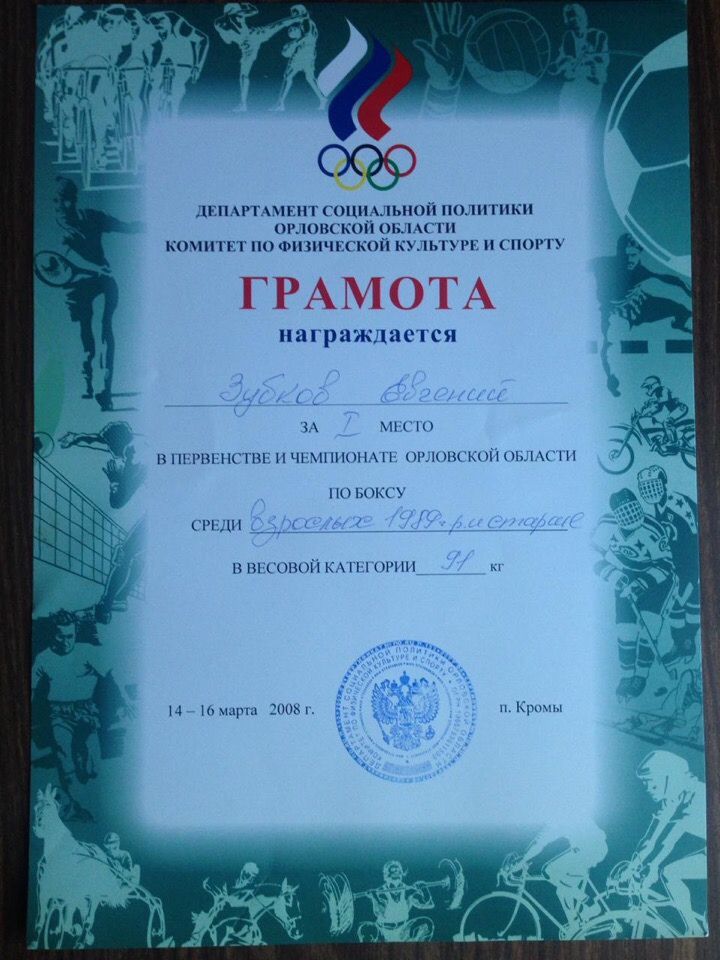 ДЕПАРТАМЕНТ СОЦИАЛЬНОЙ ПОЛИТИКИ
ОРЛОВСКОЙ ОБЛАСТИ
КОМИТЕТ ПО ФИЗИЧЕСКОЙ КУЛЬТУРЕ И СПОРТУ
ГРАМОТА
награждается
Зубков Евгений
ЗА I МЕСТО
В ПЕРВЕНСТВЕ И ЧЕМПИОНАТЕ ОРЛОВСКОЙ ОБЛАСТИ
ПО БОКСУ
СРЕДИ взрослых 1989г.р. и старше
В ВЕСОВОЙ КАТЕГОРИИ 91 кг
14 – 16 марта 2008 г. п. Кромы